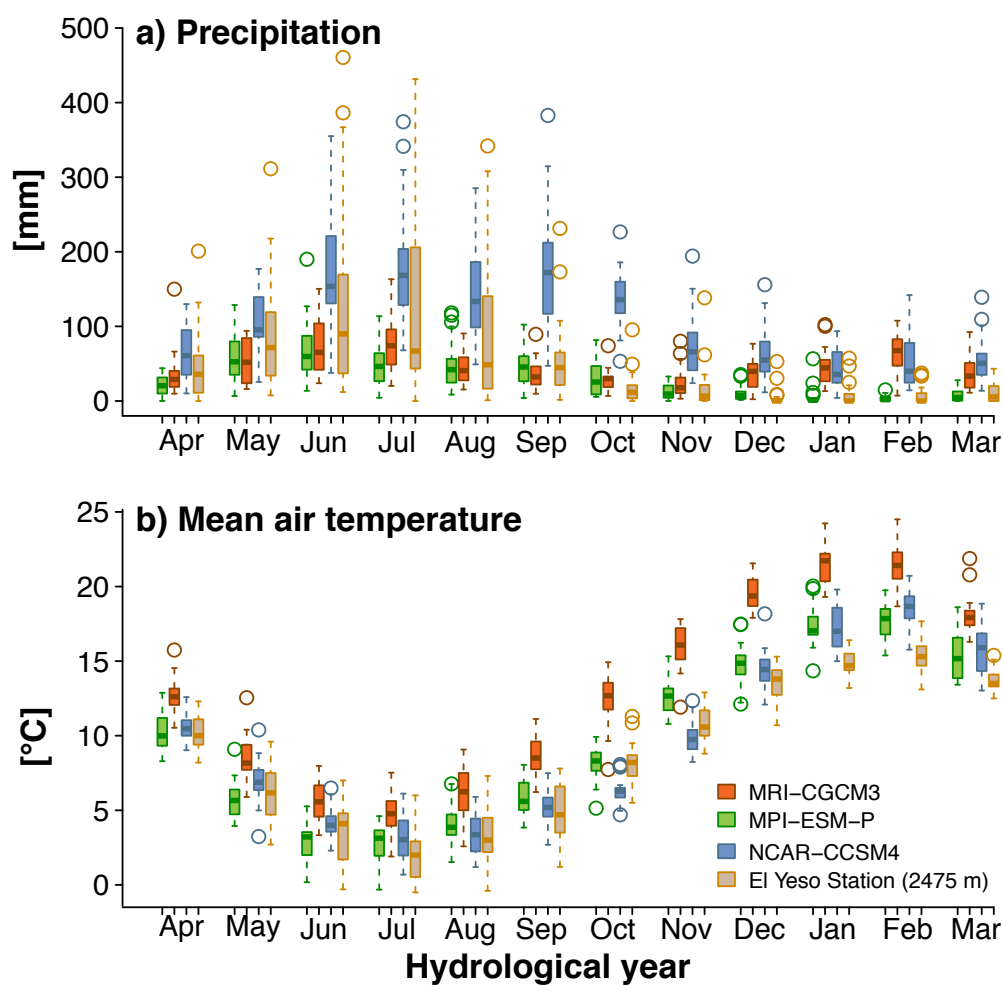 a) Precipitation
500
400
300
200
100
0
[mm]
Apr May Jun Jul Aug Sep Oct Nov Dec Jan Feb Mar
b) Mean air temperature
25
20
15
10
5
0
[°C]
MRI−CGCM3
MPI−ESM−P
NCAR−CCSM4
El Yeso Station (2475 m)
Apr May Jun Jul Aug Sep Oct Nov Dec Jan Feb Mar
Hydrological year